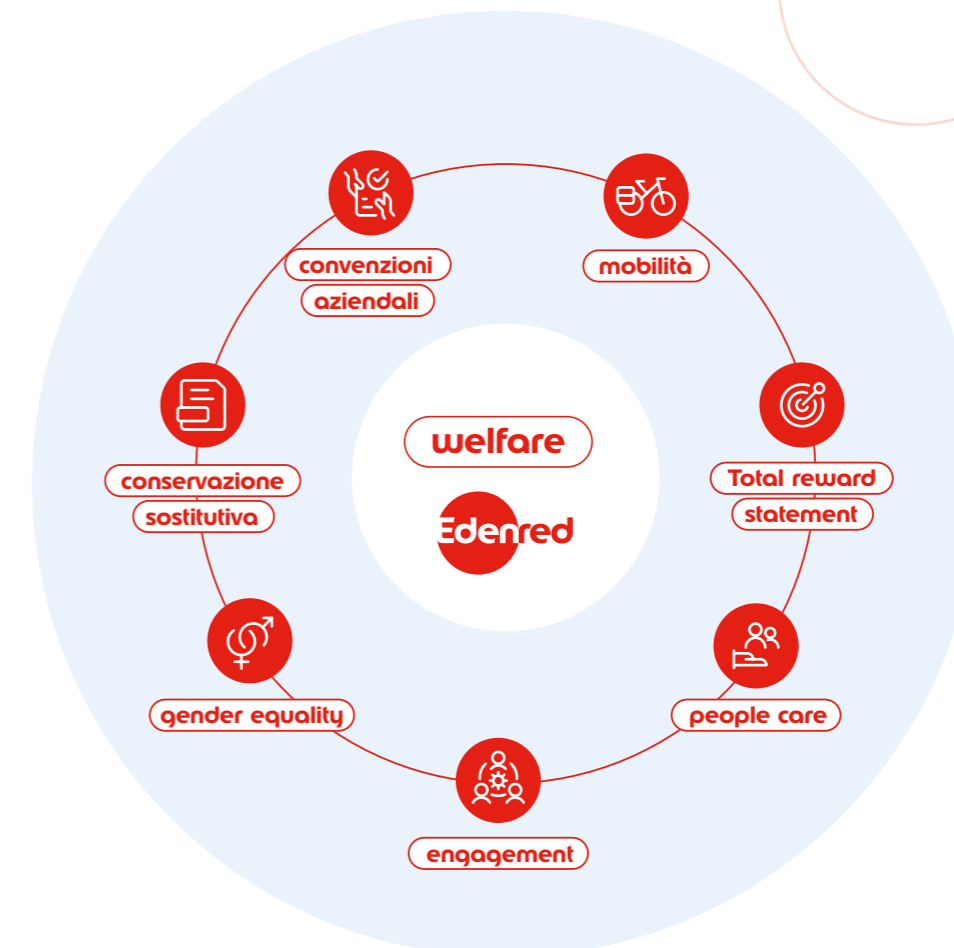 convenzioni
aziendali
mobilità
conservazione
sostitutiva
welfare
Edenred
Total reward
statement
gender equality
people care
engagement